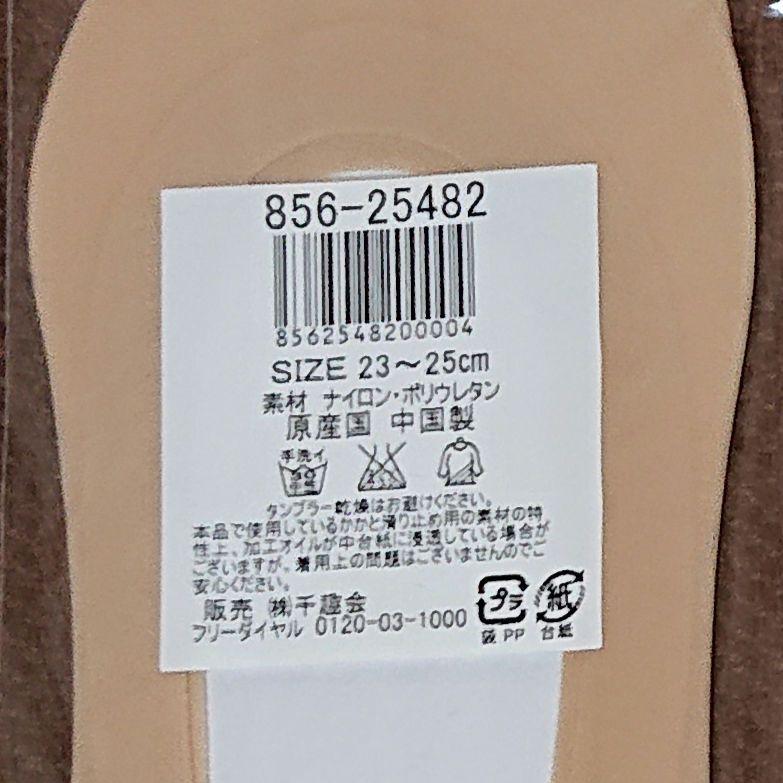 856-25482
8562548200004
SIZE 23～25cm
素材 ナイロン・ポリウレタン
原産国 中国製
手洗イ
タンブラー乾燥はお避けください。
本品で使用しているかかと滑り止め用の素材の特
性上、加工オイルが中台紙に浸透している場合が
ございますが、着用上の問題はございませんのでご
安心ください。
販売 ㈱千趣会
フリーダイヤル 0120-03-1000
プラ
袋 PP
紙
台紙